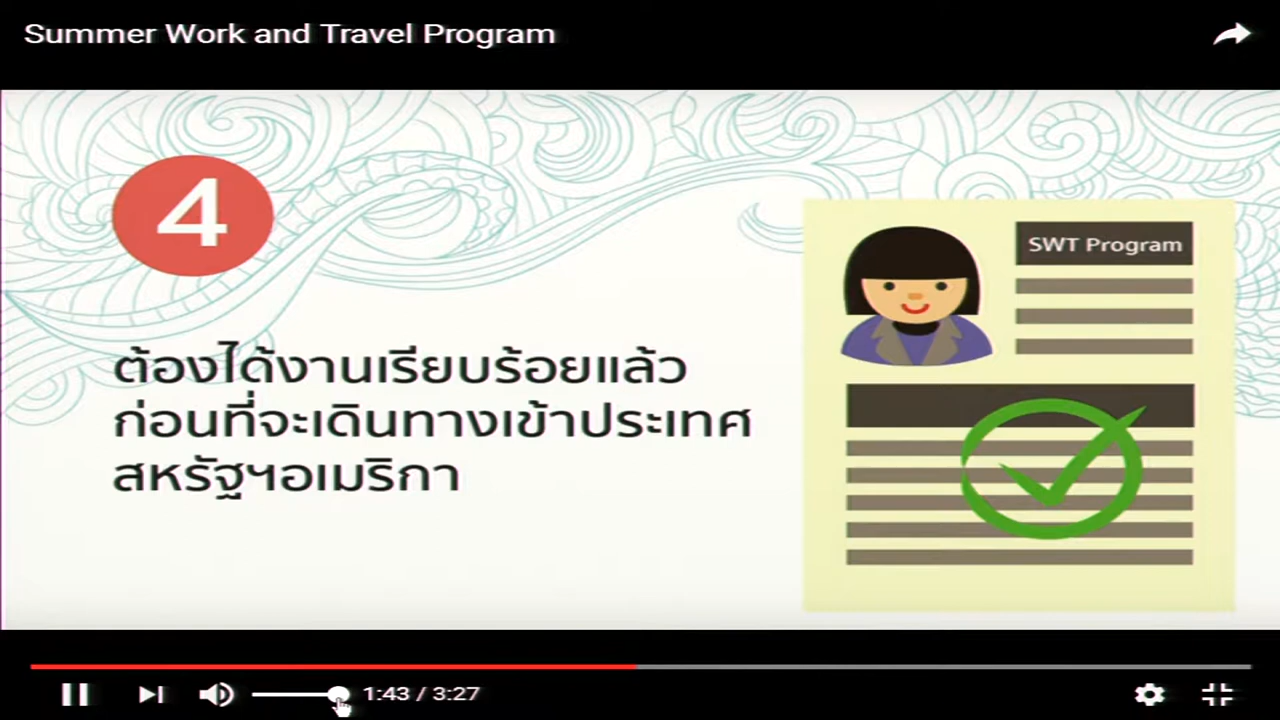 Summer Work and Travel Program
4
ต้องได้งานเรียบร้อยแล้ว
ก่อนที่จะเดินทางเข้าประเทศ
สหรัฐฯอเมริกา
SWT Program
1:43 / 3:27